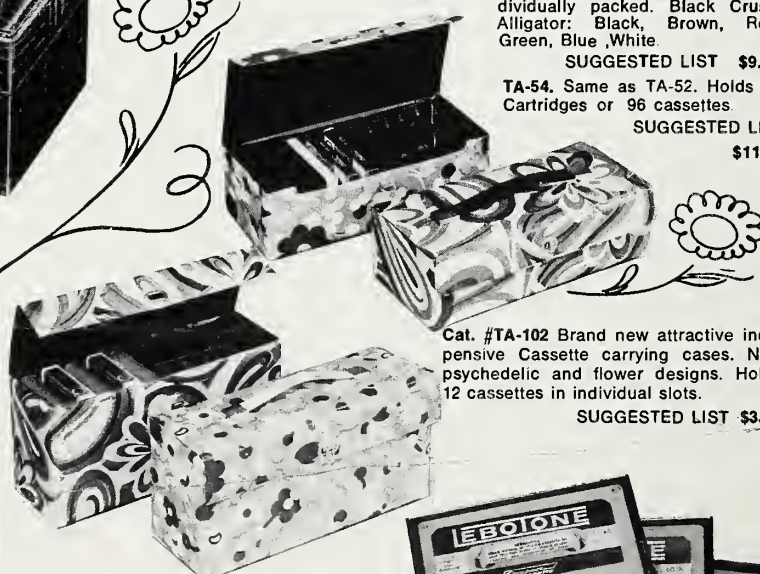 dividually packed. Black Crus
Alligator: Black, Brown, Re
Green, Blue ,White.
SUGGESTED LIST $9.
TA-54. Same as TA-52. Holds
Cartridges or 96 cassettes.
SUGGESTED LI
$11
Cat. #TA-102 Brand new attractive ine
pensive Cassette carrying cases. N
psychedelic and flower designs. Hol
12 cassettes in individual slots.
SUGGESTED LIST $3.
LEBOTONE
E